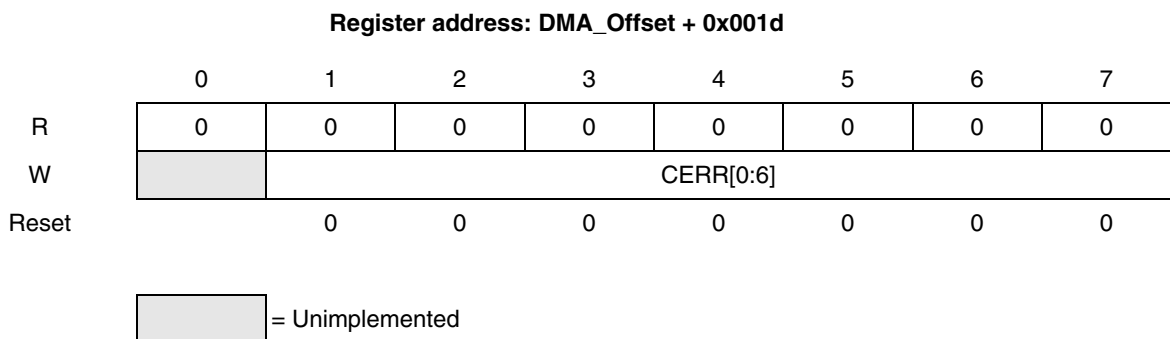 Register address: DMA_Offset + 0x001d
0 1 2 3 4 5 6 7
R 0 0 0 0 0 0 0 0
W CERR[0:6]
Reset 0 0 0 0 0 0 0
= Unimplemented